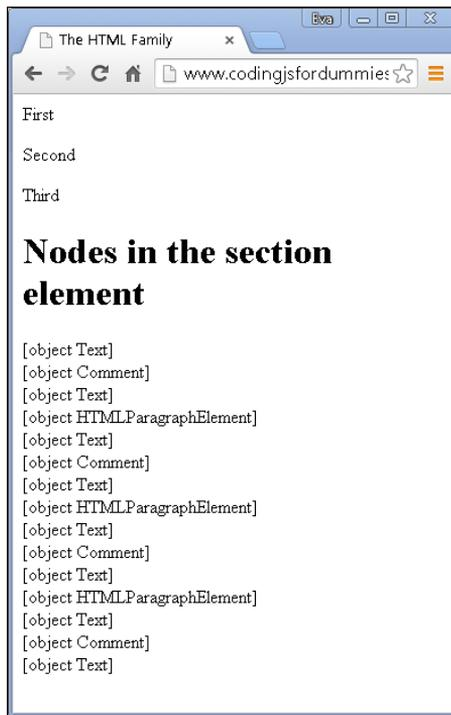 Eva
The HTML Family
www.codingjsfordummies
First
Second
Third
Nodes in the section
element
[object Text]
[object Comment]
[object Text]
[object HTMLParagraphElement]
[object Text]
[object Comment]
[object Text]
[object HTMLParagraphElement]
[object Text]
[object Comment]
[object Text]
[object HTMLParagraphElement]
[object Text]
[object Comment]
[object Text]